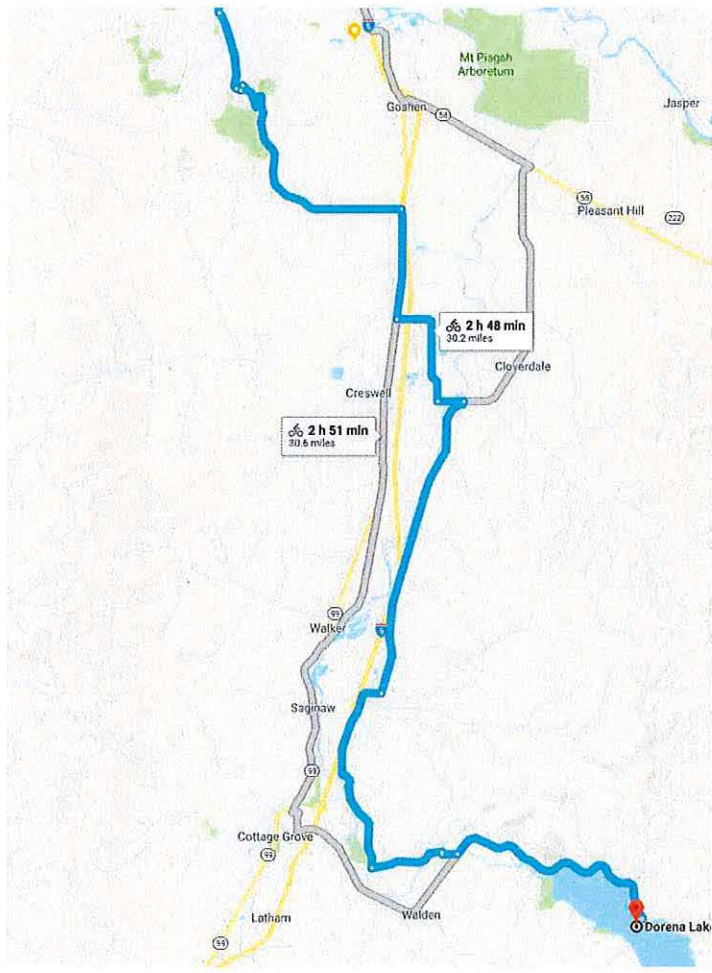 5
Mt Pisgah
Arboretum
Goshen
58
Jasper
58
Pleasant Hill
222
2 h 48 min
30.2 miles
Cloverdale
Creswell
2 h 51 min
30.6 miles
99
Walker
5
Saginaw
99
Cottage Grove
99
Walden
Latham
Dorena Lake
99